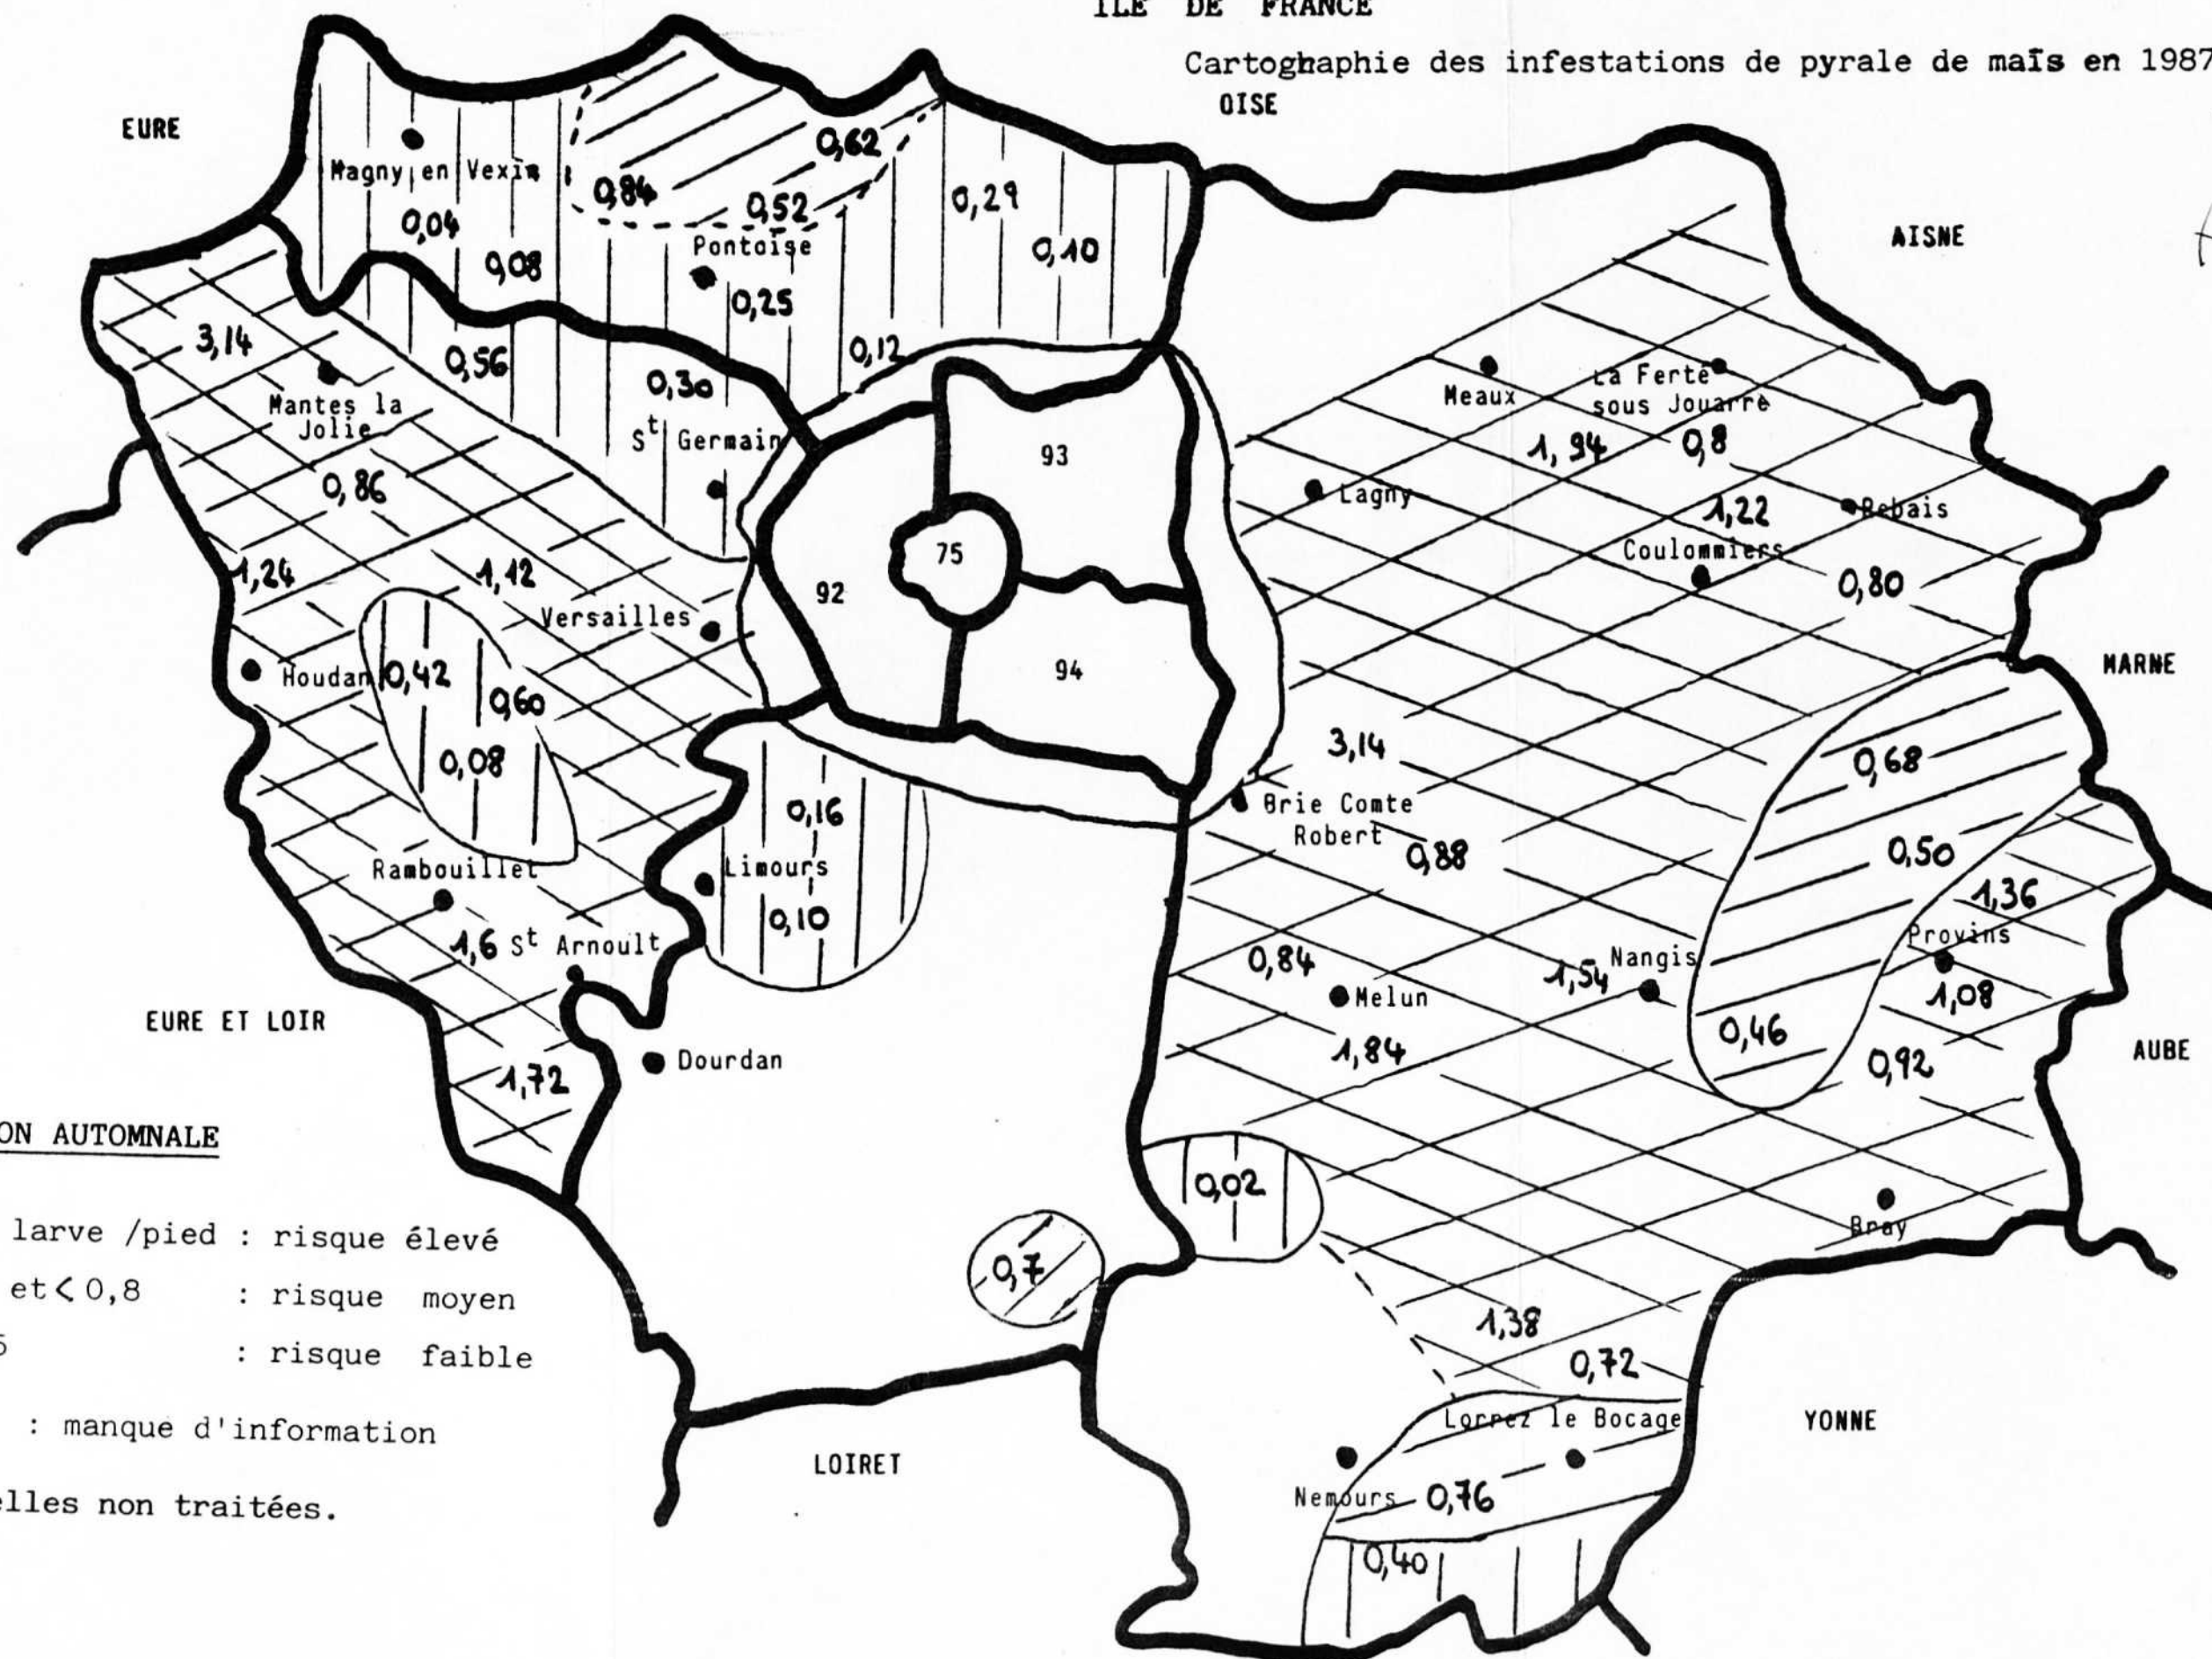 ILE DE FRANCE
Cartoghaphie des infestations de pyrale de maïs en 1987
OISE
EURE
AISNE
Magny en Vexin
0,04
0,08
0,84
0,62
0,52
0,29
0,10
Pontoise
0,25
0,12
3,14
Mantes la
Jolie
0,56
0,30
St Germain
0,86
1,24
1,12
Versailles
Houdan
0,42
0,60
0,08
Rambouillet
1,6
St Arnoult
1,72
Dourdan
0,16
Limours
0,10
93
75
92
94
Meaux
La Ferté
sous Jouarre
1,94
0,8
Lagny
1,22
Rebais
Coulommiers
0,80
MARNE
3,14
Brie Comte
Robert
0,88
0,68
0,50
1,36
Provins
1,08
0,84
Melun
1,84
1,54
Nangis
0,46
0,92
AUBE
EURE ET LOIR
0,02
0,7
Bray
1,38
0,72
Lorrez le Bocage
Nemours
0,76
0,40
YONNE
LOIRET
AUTOMNALE
larve /pied : risque élevé
et < 0,8 : risque moyen
: risque faible
: manque d'information
non traitées.